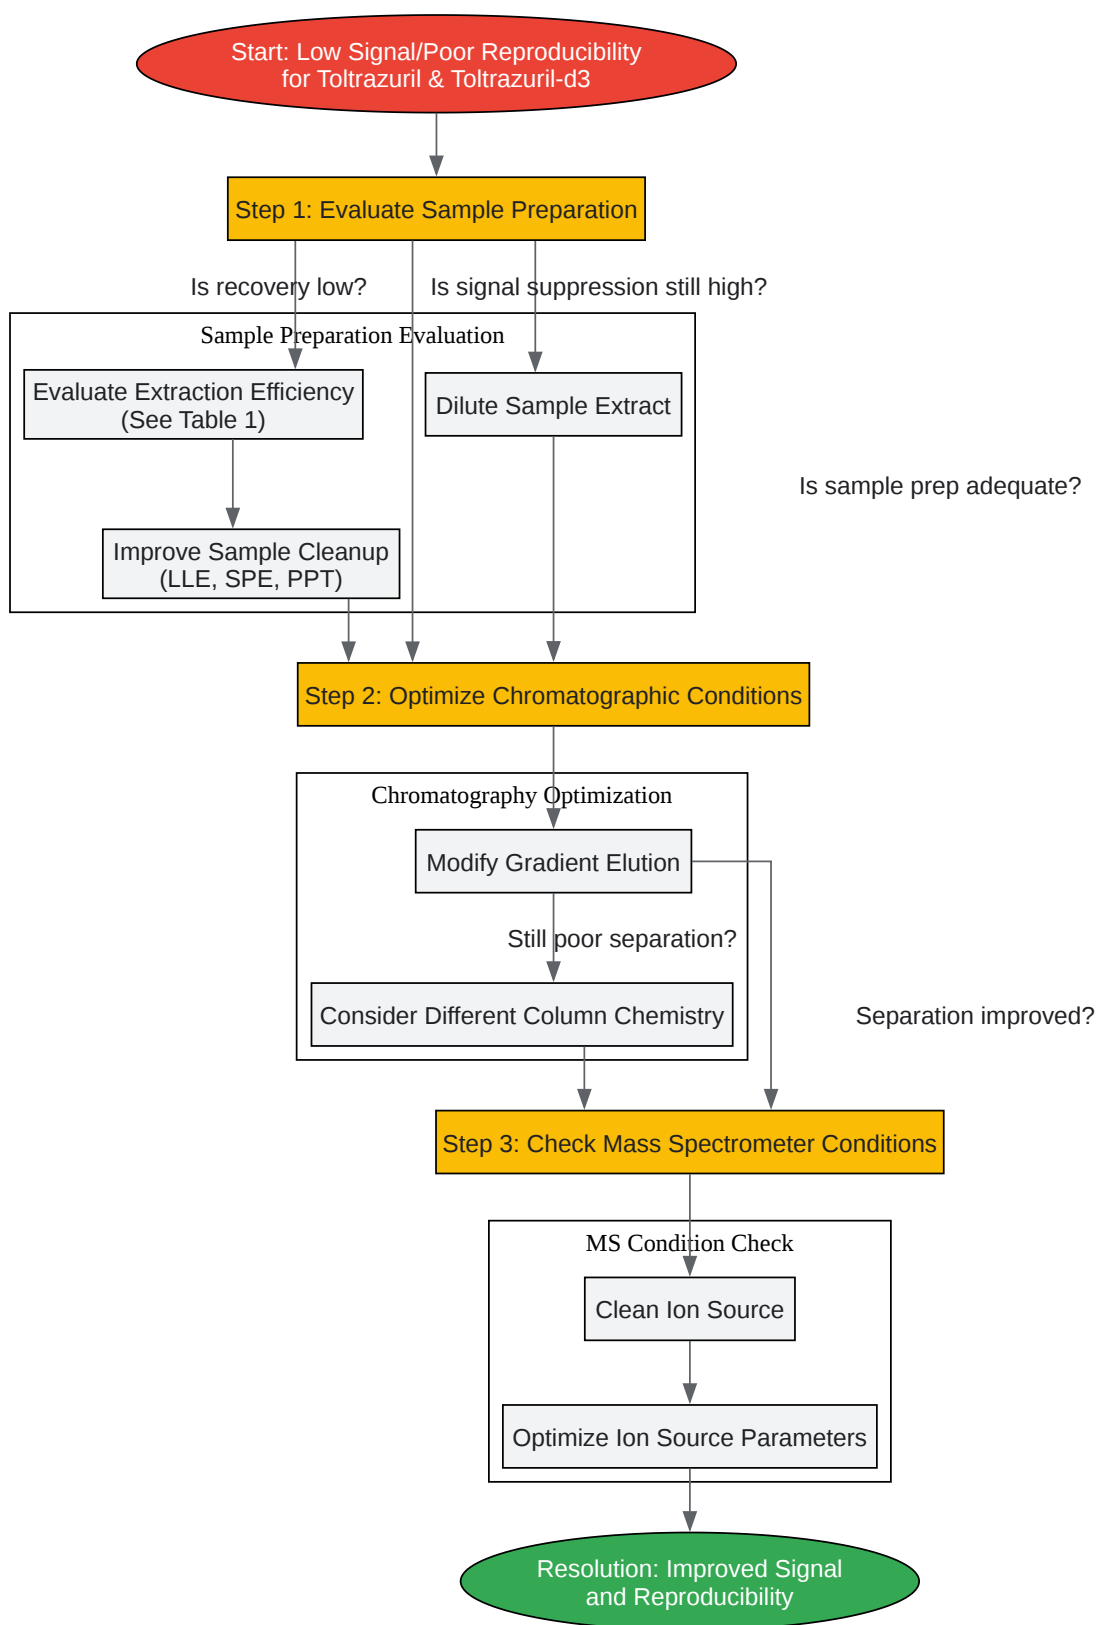 Start: Low Signal/Poor Reproducibility
for Toltrazuril & Toltrazuril-d3
Step 1: Evaluate Sample Preparation
Is recovery low?
Is signal suppression still high?
Sample Preparation Evaluation
Evaluate Extraction Efficiency
(See Table 1)
Dilute Sample Extract
Is sample prep adequate?
Improve Sample Cleanup
(LLE, SPE, PPT)
Step 2: Optimize Chromatographic Conditions
Chromatography Optimization
Modify Gradient Elution
Still poor separation?
Consider Different Column Chemistry
Separation improved?
Step 3: Check Mass Spectrometer Conditions
MS Condition Check
Clean Ion Source
Optimize Ion Source Parameters
Resolution: Improved Signal
and Reproducibility